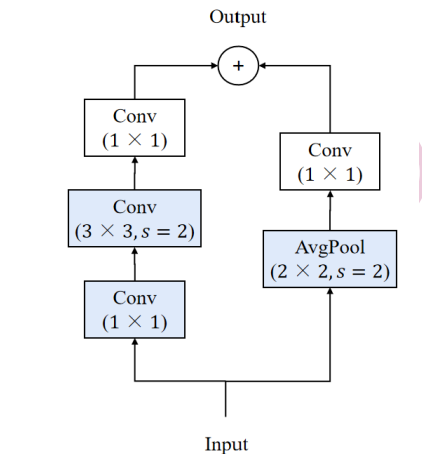 Output
+
Conv
(1 × 1)
Conv
(1 × 1)
Conv
(3 × 3, s = 2)
AvgPool
(2 × 2, s = 2)
Conv
(1 × 1)
Input